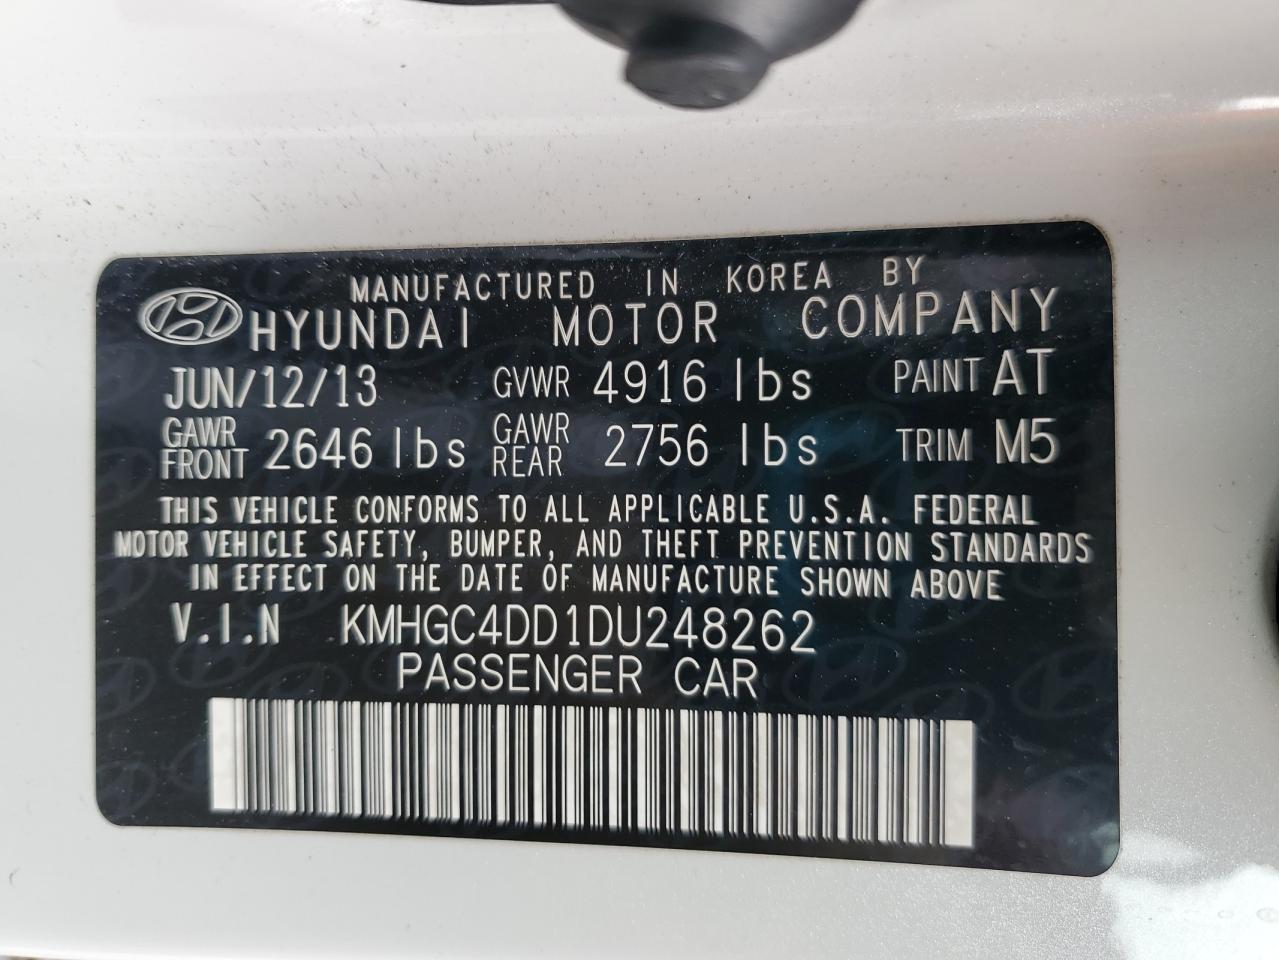 MANUFACTURED IN KOREA BY
HYUNDAI MOTOR COMPANY
JUN/12/13 GVWR 4916 lbs PAINT AT
GAWR FRONT 2646 lbs GAWR REAR 2756 lbs TRIM M5
THIS VEHICLE CONFORMS TO ALL APPLICABLE U.S.A. FEDERAL
MOTOR VEHICLE SAFETY, BUMPER, AND THEFT PREVENTION STANDARDS
IN EFFECT ON THE DATE OF MANUFACTURE SHOWN ABOVE
V.I.N KMHGC4DD1DU248262
PASSENGER CAR